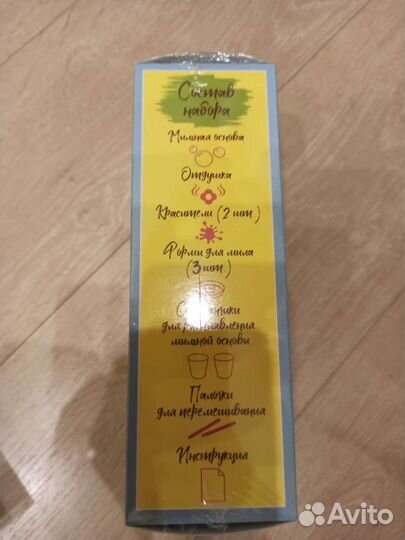 Состав
набора
Мыльная основа
Отдушка
Красители (2 шт.)
Формы для мыла
(3 шт.)
для расплавления
мыльной основы
Палочки
для перемешивания
Инструкция
Avito